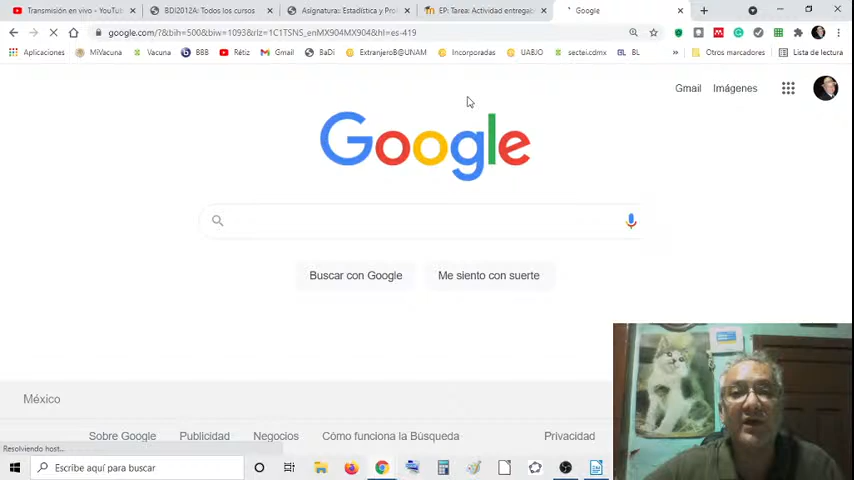 Transmisión en vivo - YouTu
BDI2012A: Todos los cursos
Asignatura: Estadística y Pro
EP: Tarea: Actividad entregab
Google
google.com/?&bih=500&biw=1093&rlz=1C1TSNS_enMX904MX904&hl=es-419
Aplicaciones
MiVacuna
Vacuna
BBB
Rétiz
Gmail
BaDi
ExtranjeroB@UNAM
Incorporadas
UABJO
sectei.cdmx
BL
»
Otros marcadores
Lista de lectura
Gmail
Imágenes
Google
Buscar con Google
Me siento con suerte
México
Sobre Google
Publicidad
Negocios
Cómo funciona la Búsqueda
Privacidad
Resolviendo host...
Escribe aquí para buscar